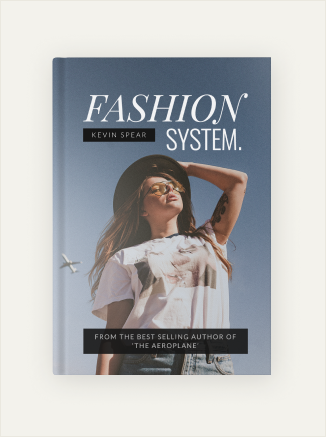 FASHION
KEVIN SPEAR
SYSTEM.
FROM THE BEST SELLING AUTHOR OF
'THE AEROPLANE'